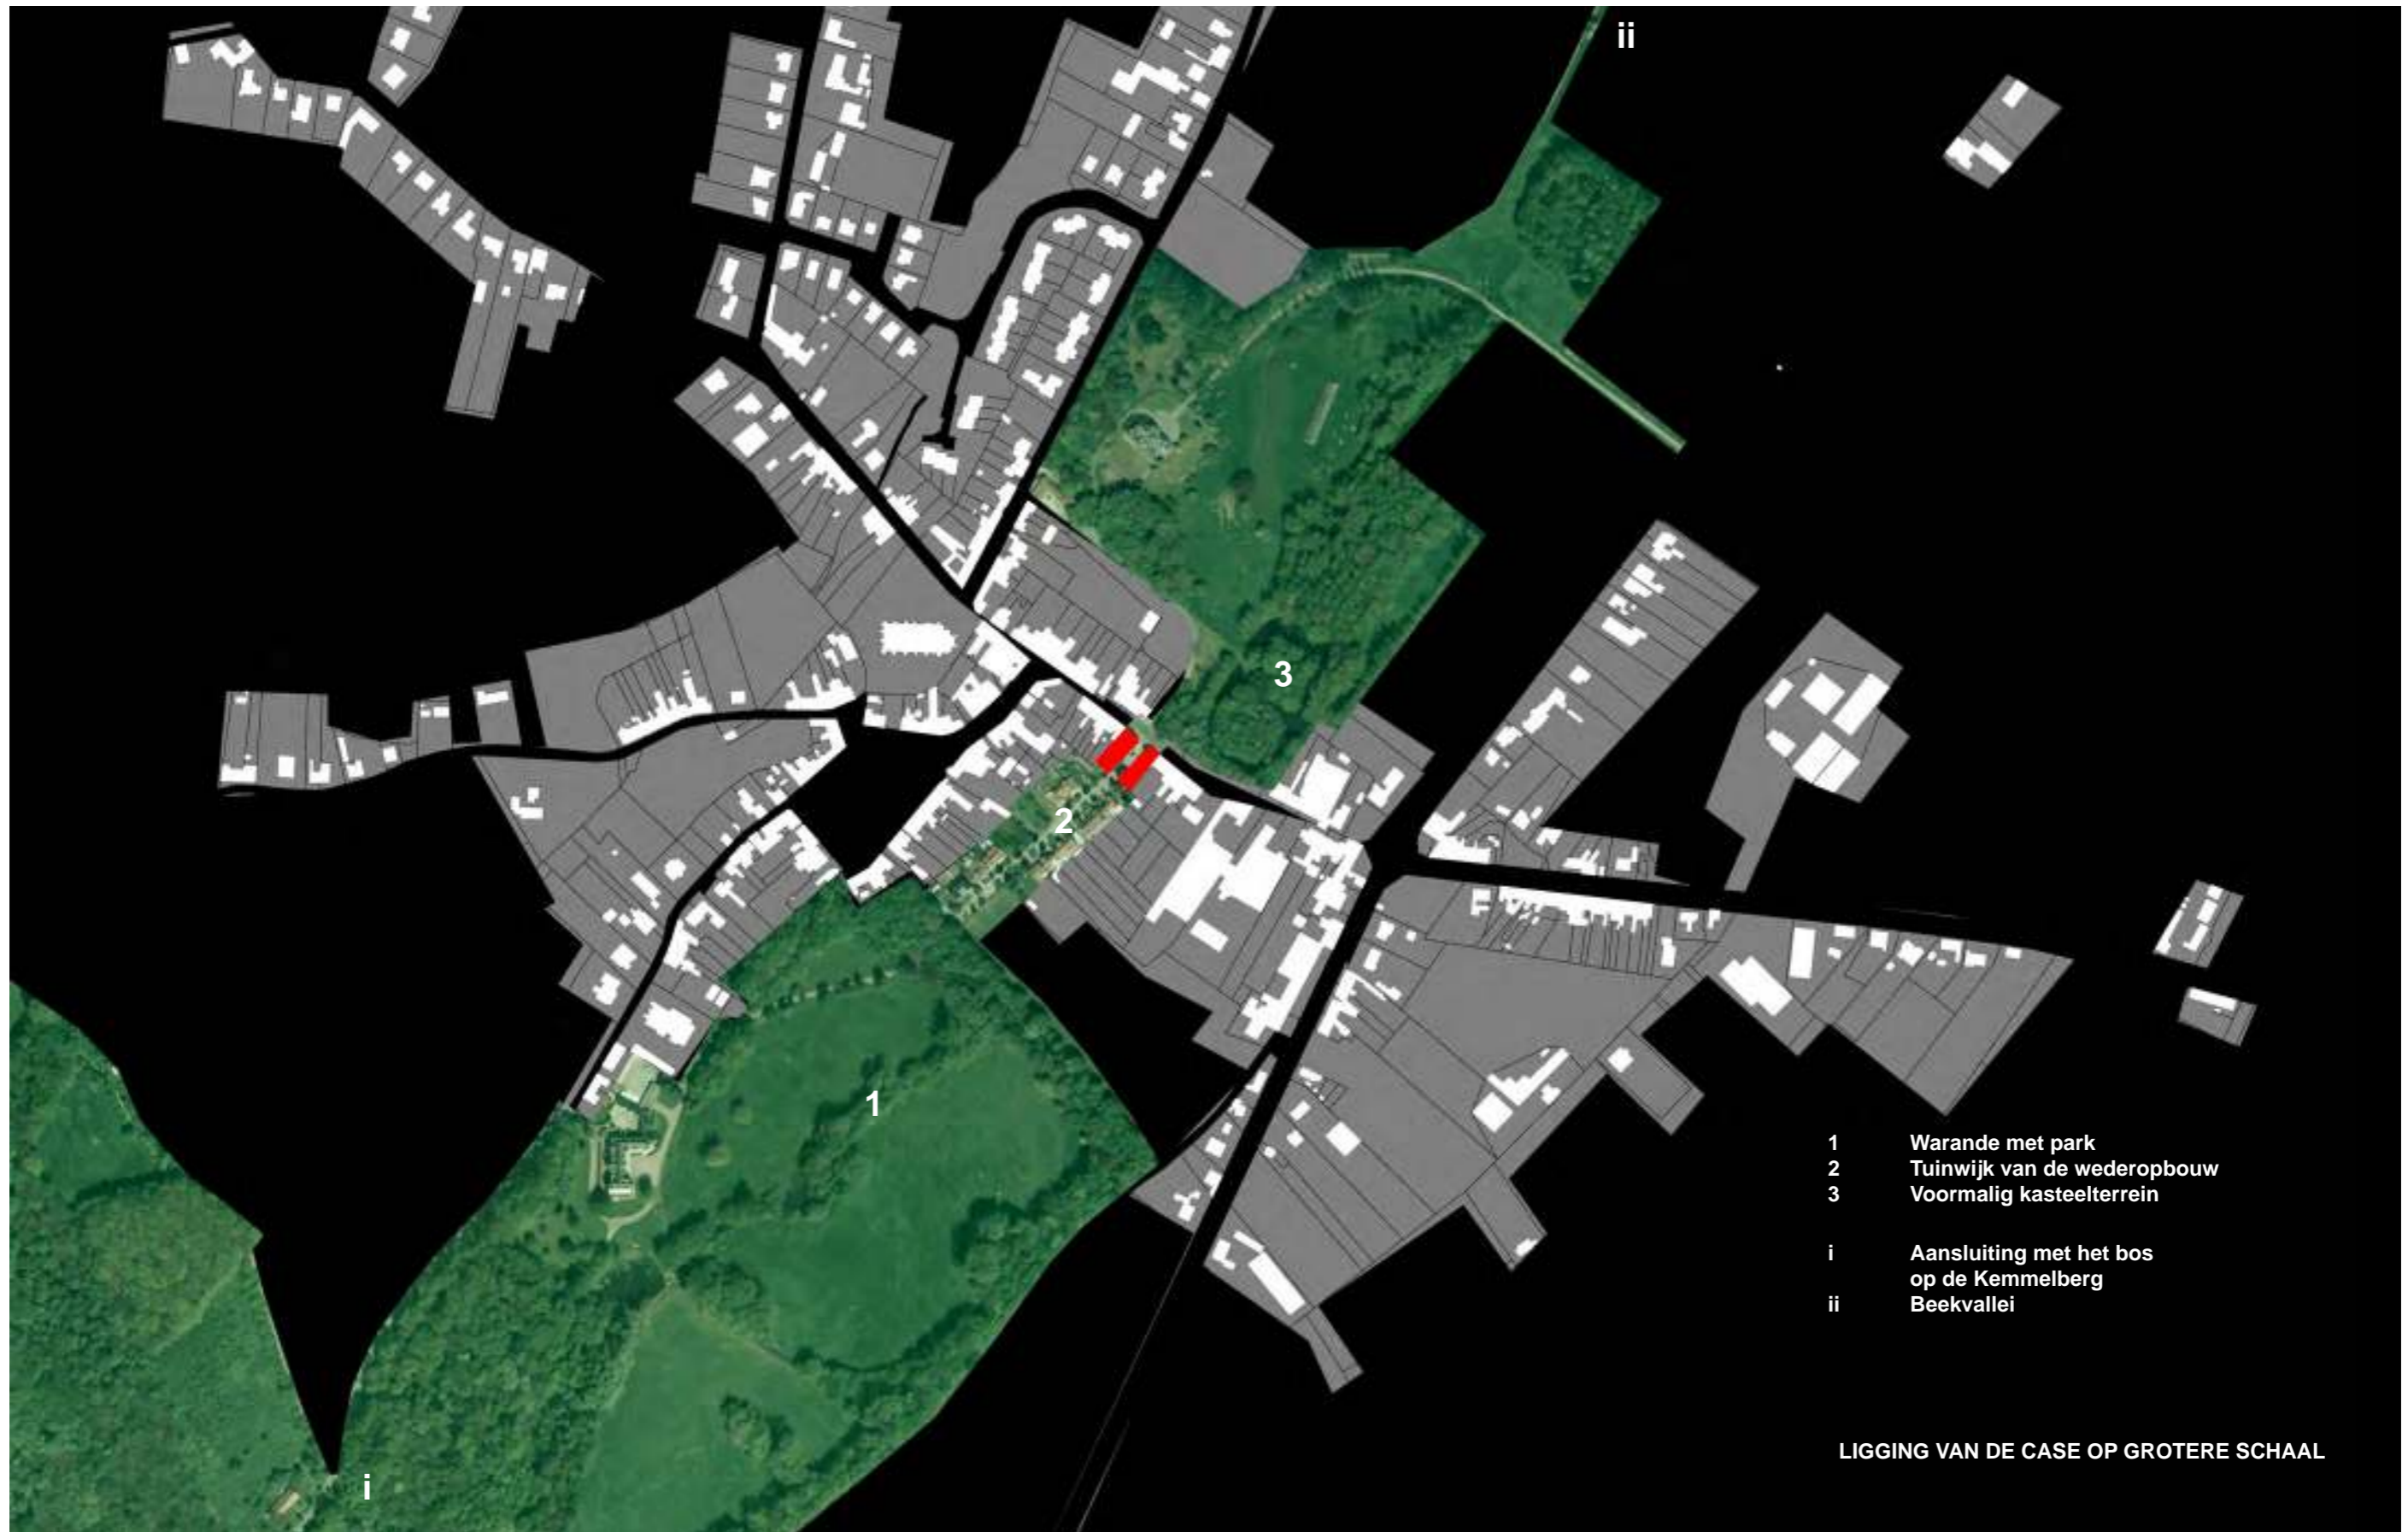 ii
3
2
1
i
1 Warande met park
2 Tuinwijk van de wederopbouw
3 Voormalig kasteelterrein
i Aansluiting met het bos
op de Kemmelberg
ii Beekvallei
LIGGING VAN DE CASE OP GROTERE SCHAAL